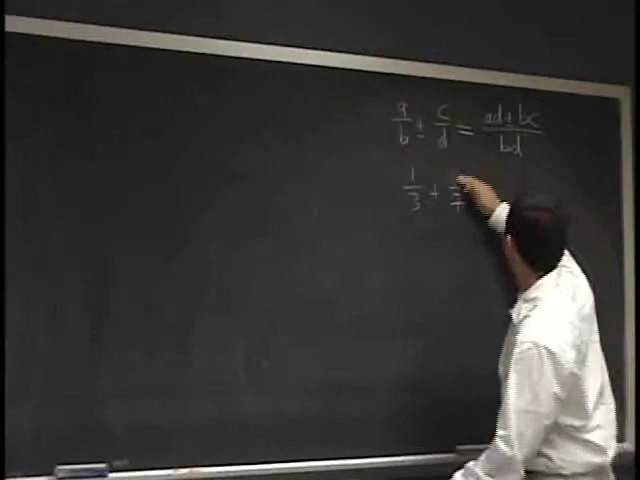 a/b ± c/d = ad ± bc/bd
1/3 +